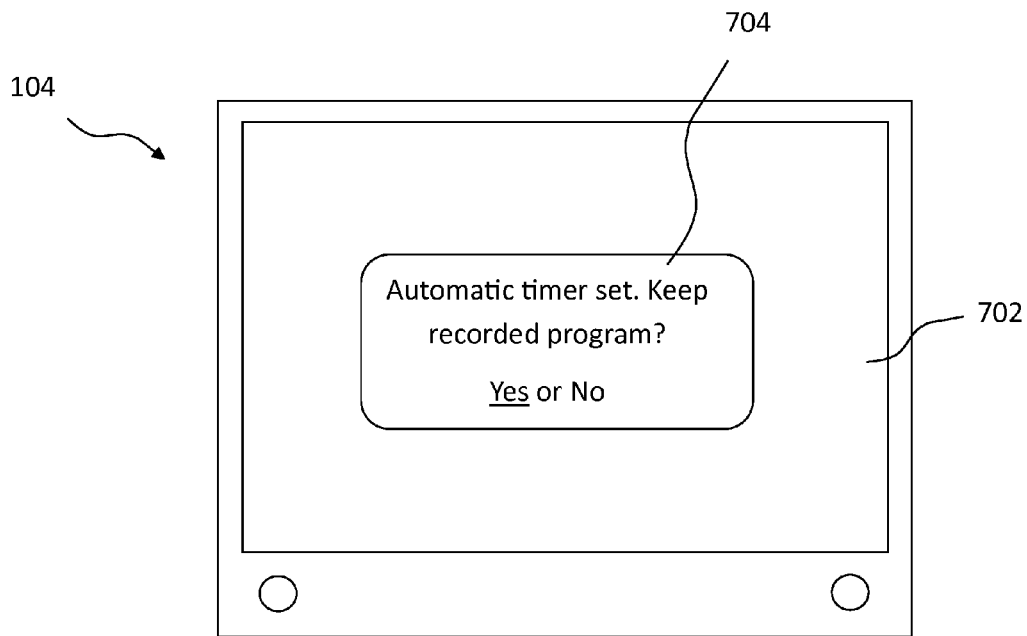 704
104
Automatic timer set. Keep
recorded program?
Yes or No
702